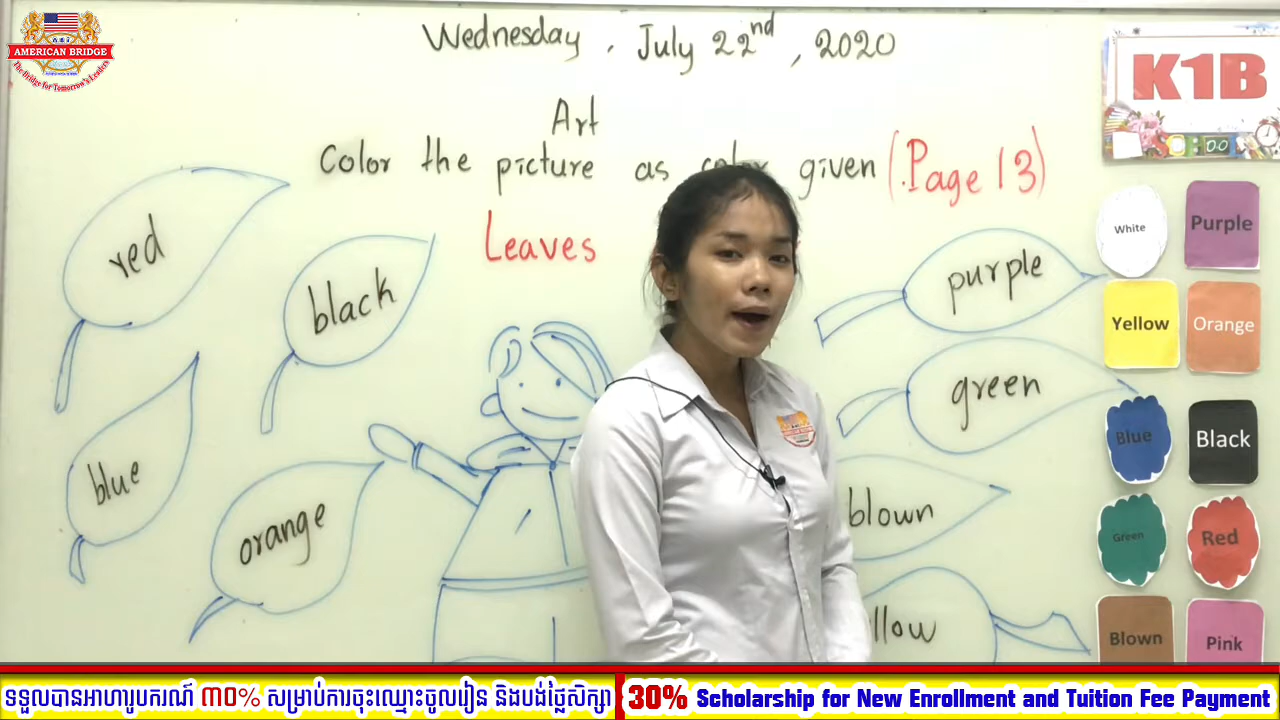 AMERICAN BRIDGE
The Bridge for Tomorrow's Leaders
Wednesday, July 22nd, 2020
K1B
Art
Color the picture as color given (Page 13)
Leaves
red
black
blue
orange
purple
green
blown
llow
White
Purple
Yellow
Orange
Blue
Black
Green
Red
Blown
Pink
ទទួលបានអាហារូបករណ៍ ៣០% សម្រាប់ការចុះឈ្មោះចូលរៀន និងបង់ថ្លៃសិក្សា
30% Scholarship for New Enrollment and Tuition Fee Payment